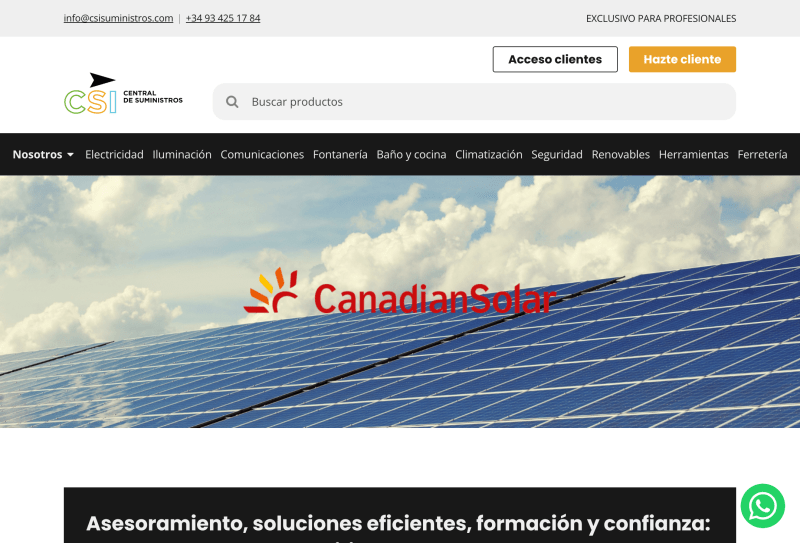 info@csisuministros.com | +34 93 425 17 84
EXCLUSIVO PARA PROFESIONALES
Acceso clientes
Hazte cliente
CSI CENTRAL
DE SUMINISTROS
Buscar productos
Nosotros Electricidad Iluminación Comunicaciones Fontanería Baño y cocina Climatización Seguridad Renovables Herramientas Ferretería
CanadianSolar
Asesoramiento, soluciones eficientes, formación y confianza: